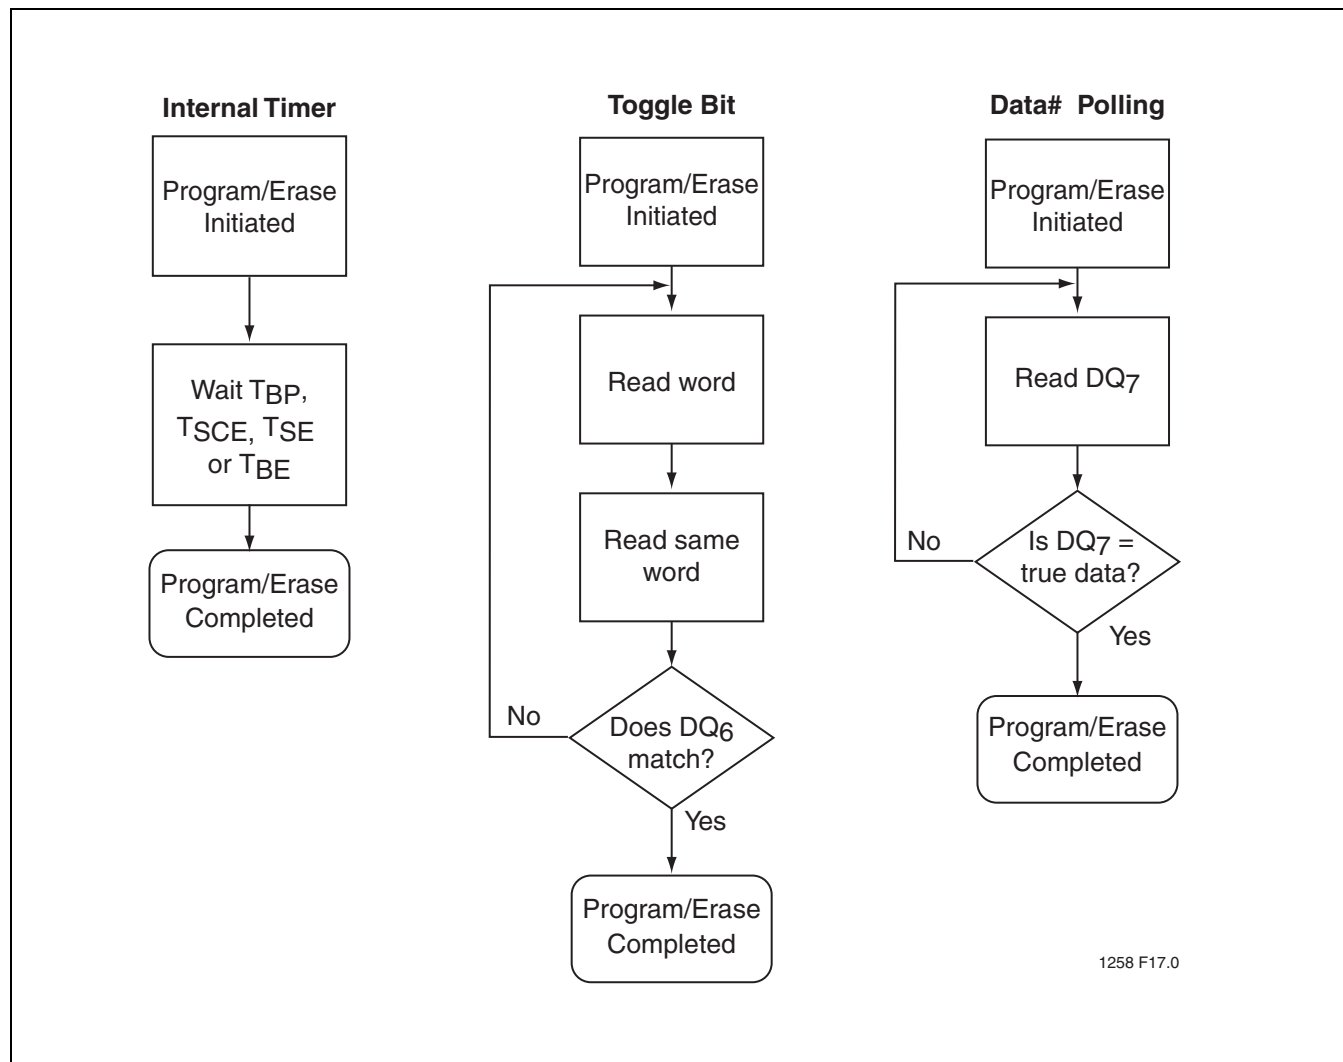 Internal Timer
Program/Erase
Initiated
Wait TBP,
TSCE, TSE
or TBE
Program/Erase
Completed
Toggle Bit
Program/Erase
Initiated
Read word
Read same
word
Does DQ6
match?
No
Yes
Program/Erase
Completed
Data# Polling
Program/Erase
Initiated
Read DQ7
Is DQ7 =
true data?
No
Yes
Program/Erase
Completed
1258 F17.0